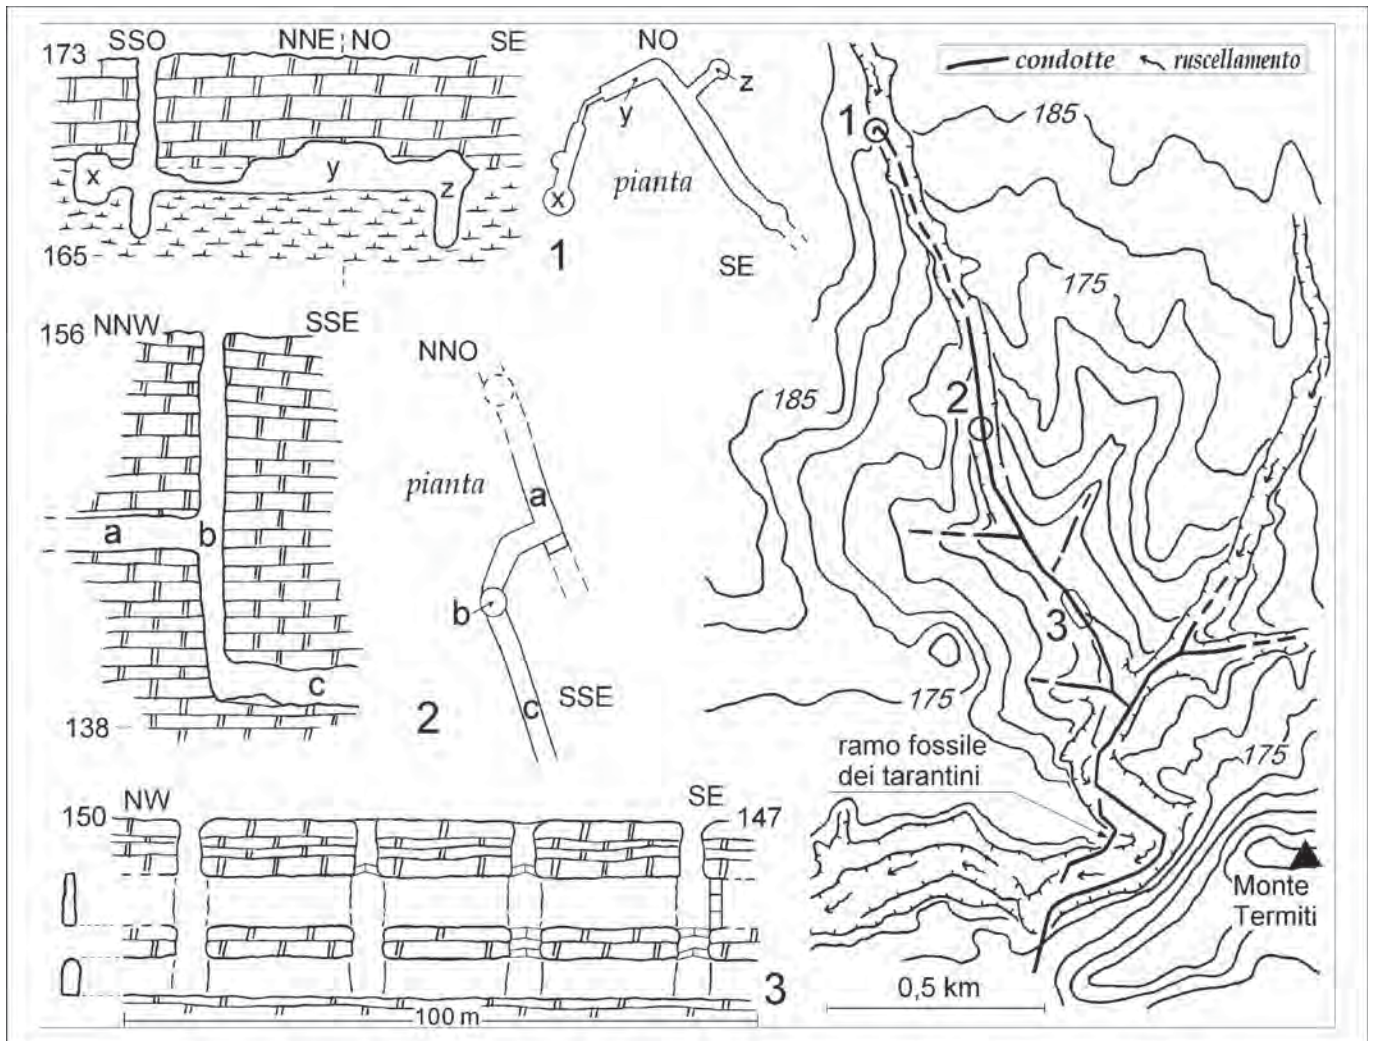 SSO NNE NO SE
173
x
y
z
165
1
NO
z
y
pianta
x
SE
156 NNW SSE
a
b
c
138
2
NNO
pianta
a
b
c
SSE
NW SE
150 147
3
100 m
condotte ruscellamento
1
185
175
185
2
3
175
ramo fossile
dei tarantini
175
Monte
Termiti
0,5 km